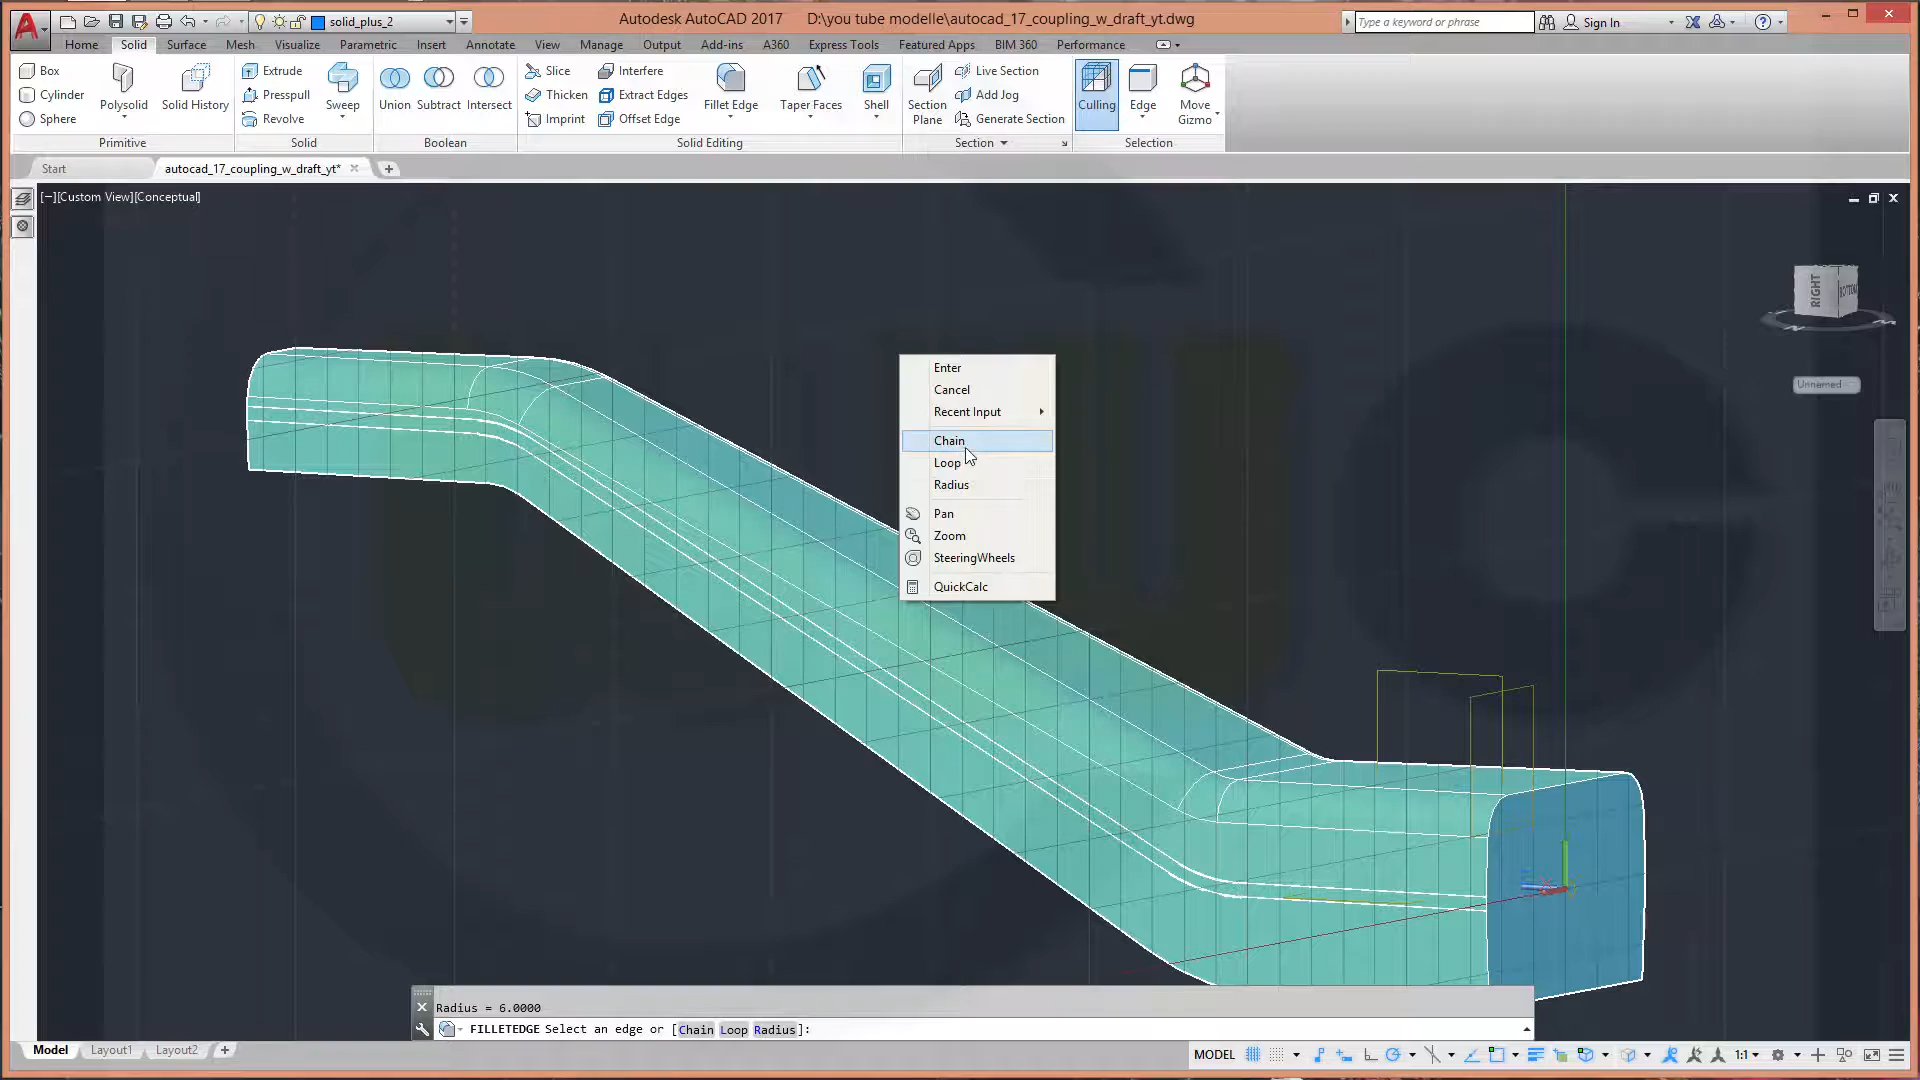 solid_plus_2
Autodesk AutoCAD 2017 D:\you tube modelle\autocad_17_coupling_w_draft_yt.dwg
Type a keyword or phrase
Sign In
Home Solid Surface Mesh Visualize Parametric Insert Annotate View Manage Output Add-ins A360 Express Tools Featured Apps BIM 360 Performance
Box
Cylinder
Sphere
Polysolid
Solid History
Extrude
Presspull
Revolve
Sweep
Union
Subtract
Intersect
Slice
Thicken
Imprint
Interfere
Extract Edges
Offset Edge
Fillet Edge
Taper Faces
Shell
Section
Plane
Live Section
Add Jog
Generate Section
Culling
Edge
Move
Gizmo
Primitive
Solid
Boolean
Solid Editing
Section
Selection
Start
autocad_17_coupling_w_draft_yt*
[−][Custom View][Conceptual]
RIGHT
BOTTOM
Unnamed
Enter
Cancel
Recent Input
Chain
Loop
Radius
Pan
Zoom
SteeringWheels
QuickCalc
Radius = 6.0000
FILLETEDGE Select an edge or [Chain Loop Radius]:
Model
Layout1
Layout2
MODEL
1:1